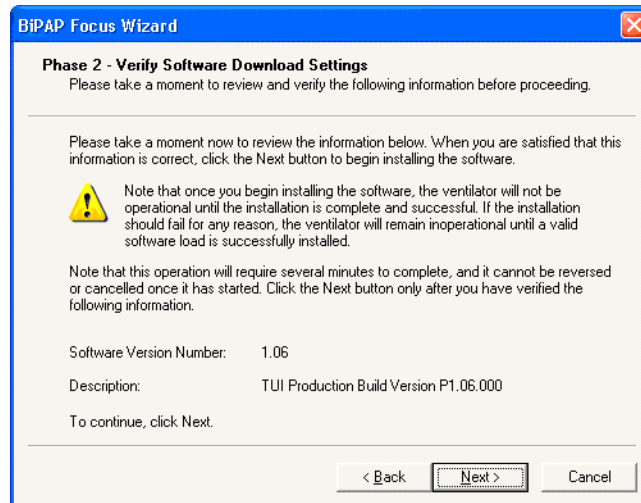 BiPAP Focus Wizard
Phase 2 - Verify Software Download Settings
Please take a moment to review and verify the following information before proceeding.
Please take a moment now to review the information below. When you are satisfied that this
information is correct, click the Next button to begin installing the software.
Note that once you begin installing the software, the ventilator will not be
operational until the installation is complete and successful. If the installation
should fail for any reason, the ventilator will remain inoperational until a valid
software load is successfully installed.
Note that this operation will require several minutes to complete, and it cannot be reversed
or cancelled once it has started. Click the Next button only after you have verified the
following information.
Software Version Number: 1.06
Description: TUI Production Build Version P1.06.000
To continue, click Next.
< Back Next > Cancel